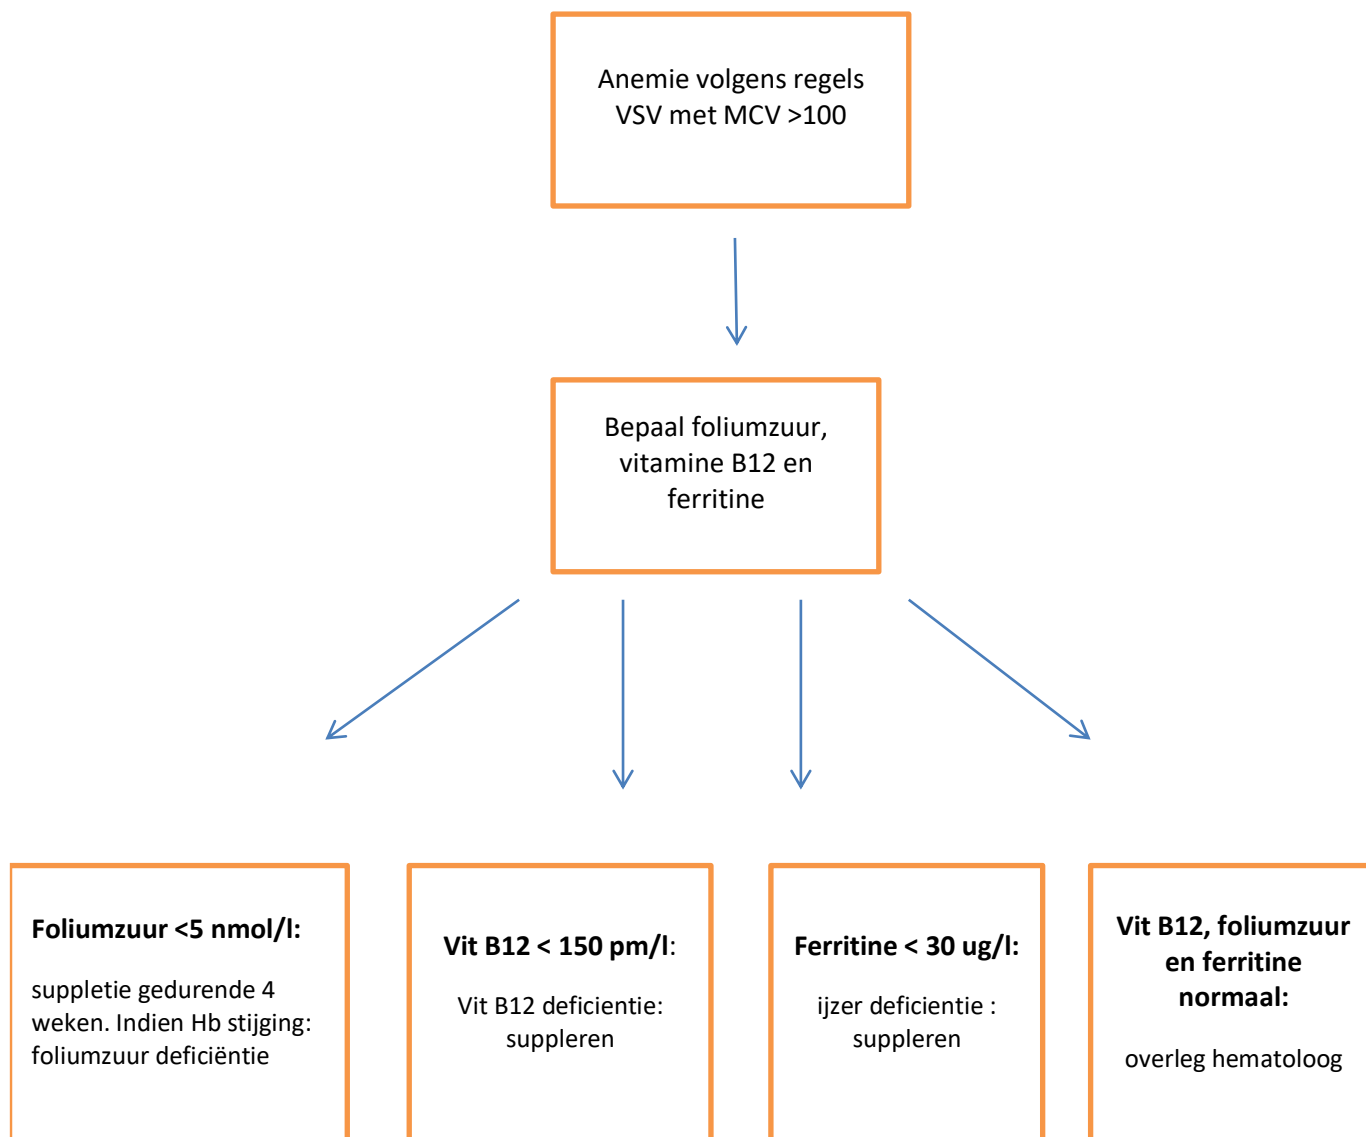 Anemie volgens regels
VSV met MCV >100
Bepaal foliumzuur,
vitamine B12 en
ferritine
Foliumzuur <5 nmol/l:
suppletie gedurende 4
weken. Indien Hb stijging:
foliumzuur deficiëntie
Vit B12 < 150 pm/l:
Vit B12 deficientie:
suppleren
Ferritine < 30 ug/l:
ijzer deficientie :
suppleren
Vit B12, foliumzuur
en ferritine
normaal:
overleg hematoloog